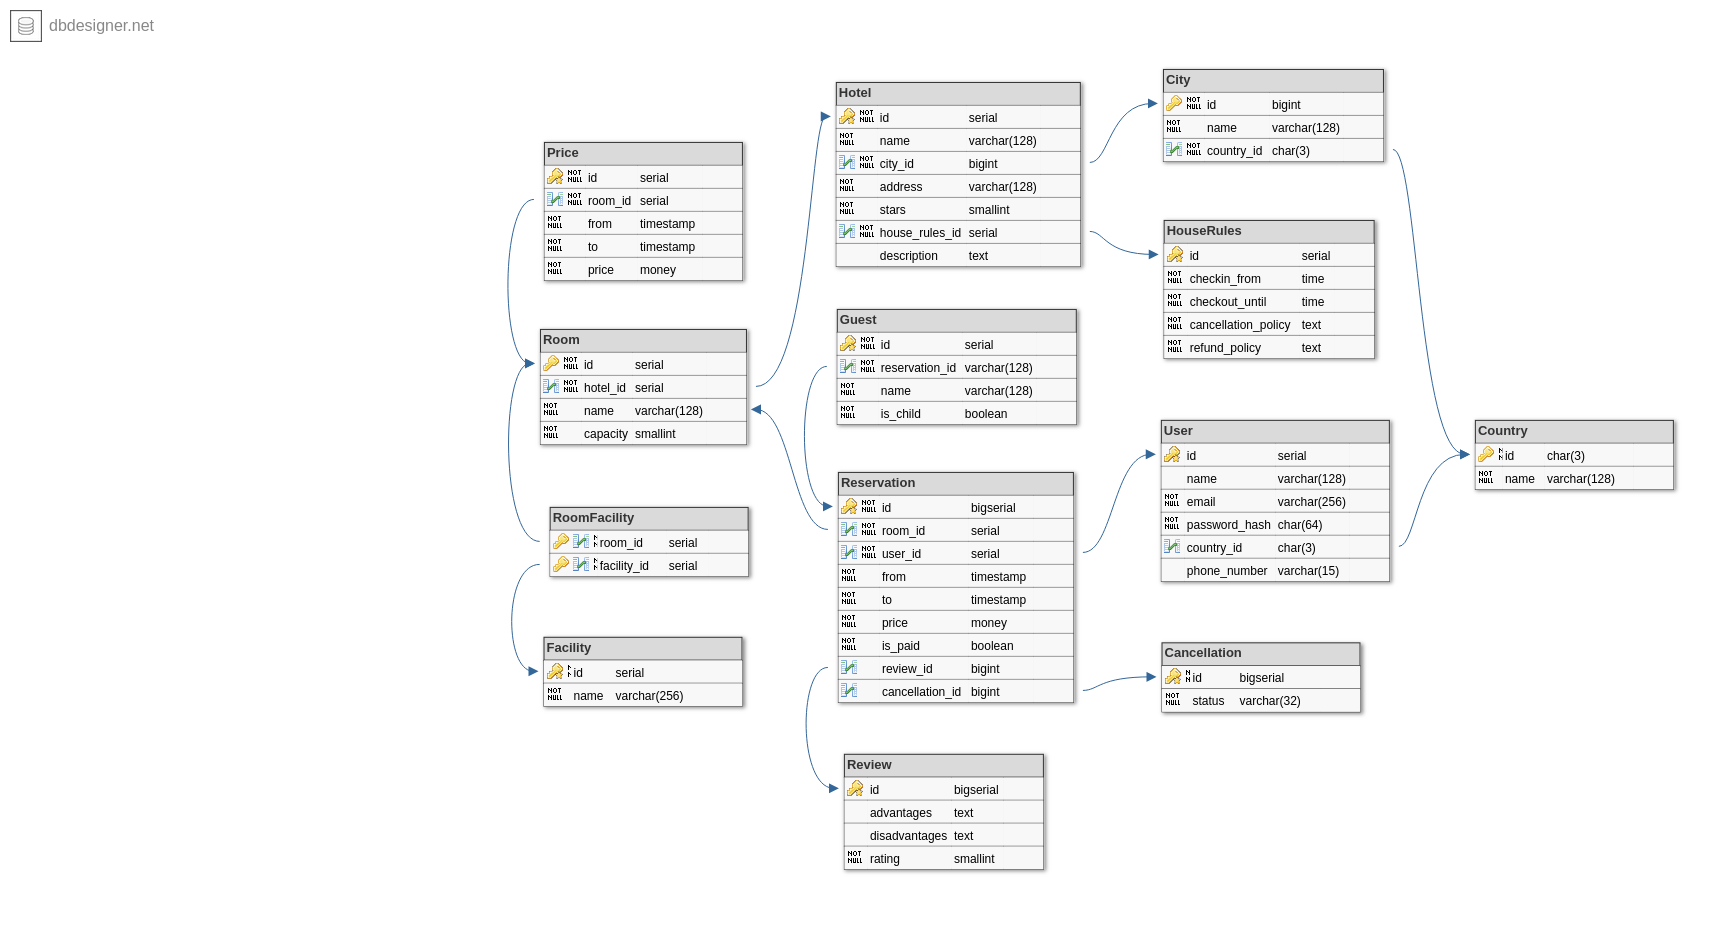 dbdesigner.net
City
NOT NULL id bigint
NOT NULL name varchar(128)
NOT NULL country_id char(3)
Hotel
NOT NULL id serial
NOT NULL name varchar(128)
NOT NULL city_id bigint
NOT NULL address varchar(128)
NOT NULL stars smallint
NOT NULL house_rules_id serial
description text
Price
NOT NULL id serial
NOT NULL room_id serial
NOT NULL from timestamp
NOT NULL to timestamp
NOT NULL price money
HouseRules
id serial
NOT NULL checkin_from time
NOT NULL checkout_until time
NOT NULL cancellation_policy text
NOT NULL refund_policy text
Guest
NOT NULL id serial
NOT NULL reservation_id varchar(128)
NOT NULL name varchar(128)
NOT NULL is_child boolean
Room
NOT NULL id serial
NOT NULL hotel_id serial
NOT NULL name varchar(128)
NOT NULL capacity smallint
User
id serial
name varchar(128)
NOT NULL email varchar(256)
NOT NULL password_hash char(64)
country_id char(3)
phone_number varchar(15)
Country
id char(3)
NOT NULL name varchar(128)
Reservation
NOT NULL id bigserial
NOT NULL room_id serial
NOT NULL user_id serial
NOT NULL from timestamp
NOT NULL to timestamp
NOT NULL price money
NOT NULL is_paid boolean
review_id bigint
cancellation_id bigint
RoomFacility
room_id serial
facility_id serial
Facility
id serial
NOT NULL name varchar(256)
Cancellation
id bigserial
NOT NULL status varchar(32)
Review
id bigserial
advantages text
disadvantages text
NOT NULL rating smallint